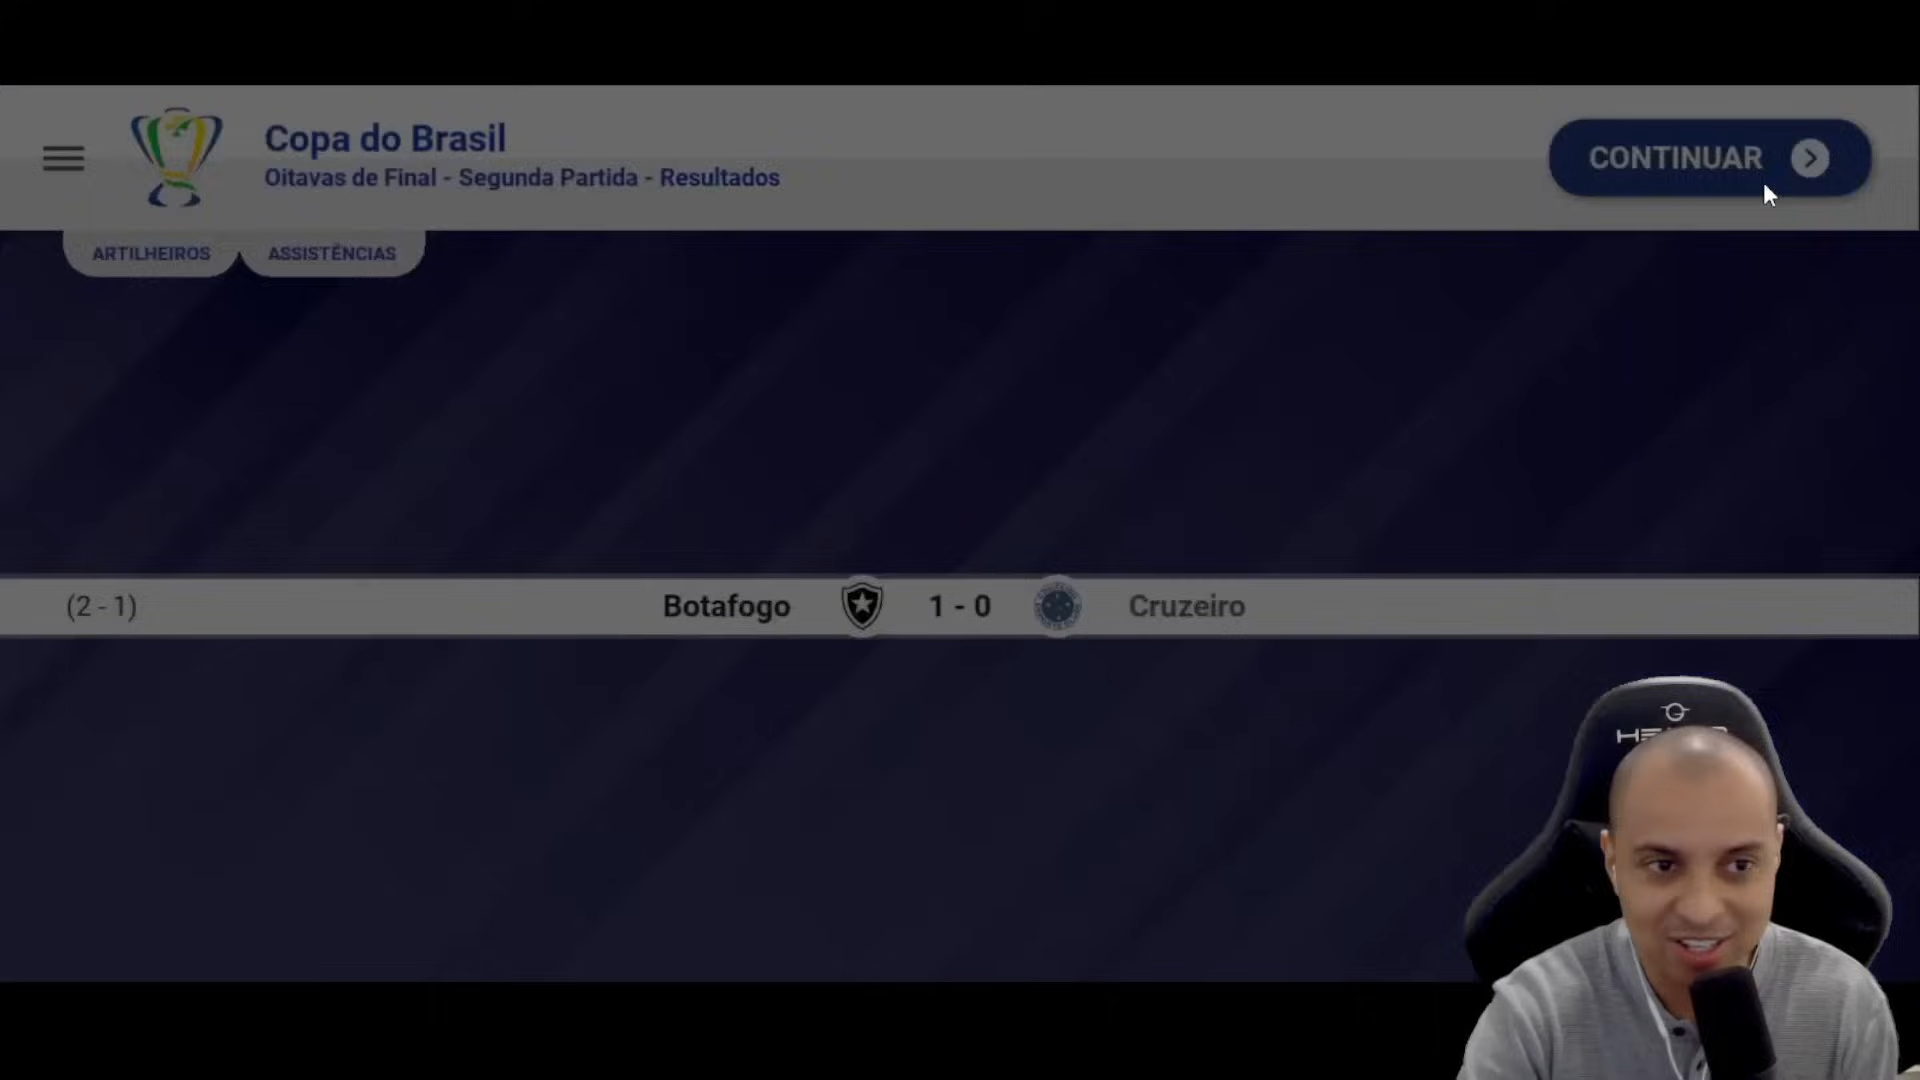 Copa do Brasil
Oitavas de Final - Segunda Partida - Resultados
CONTINUAR
ARTILHEIROS
ASSISTÊNCIAS
(2 - 1)
Botafogo
1 - 0
Cruzeiro